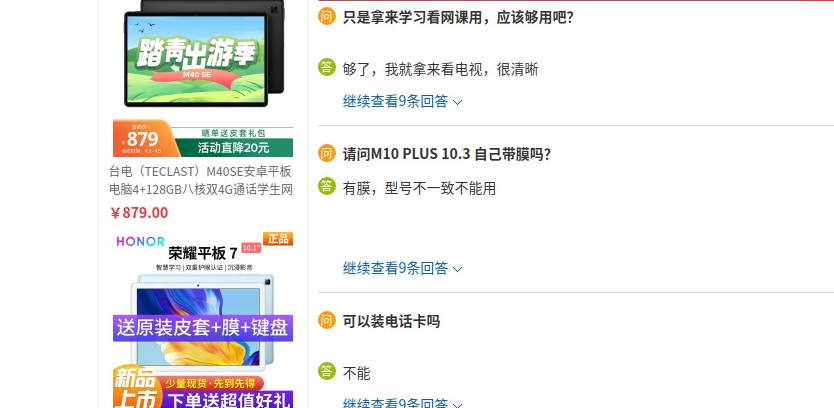 踏青出游季
M40 SE
879
晒单送皮套礼包
活动直降20元
台电（TECLAST）M40SE安卓平板
电脑4+128GB八核双4G通话学生网
￥879.00
HONOR
正品
荣耀平板 7
10.1"
智慧学习 | 双重护眼认证 | 沉浸影音
送原装皮套+膜+键盘
新品
上市
少量现货·先到先得
下单送超值好礼
问
只是拿来学习看网课用，应该够用吧？
答
够了，我就拿来看电视，很清晰
继续查看9条回答
问
请问M10 PLUS 10.3 自己带膜吗？
答
有膜，型号不一致不能用
继续查看9条回答
问
可以装电话卡吗
答
不能
继续查看9条回答